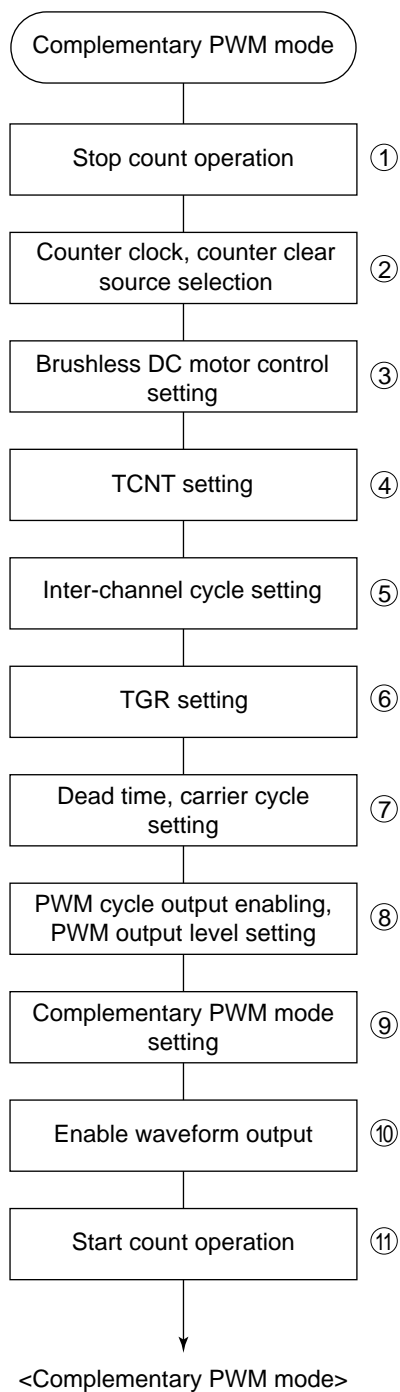 Complementary PWM mode
Stop count operation
①
Counter clock, counter clear
source selection
②
Brushless DC motor control
setting
③
TCNT setting
④
Inter-channel cycle setting
⑤
TGR setting
⑥
Dead time, carrier cycle
setting
⑦
PWM cycle output enabling,
PWM output level setting
⑧
Complementary PWM mode
setting
⑨
Enable waveform output
⑩
Start count operation
⑪
<Complementary PWM mode>